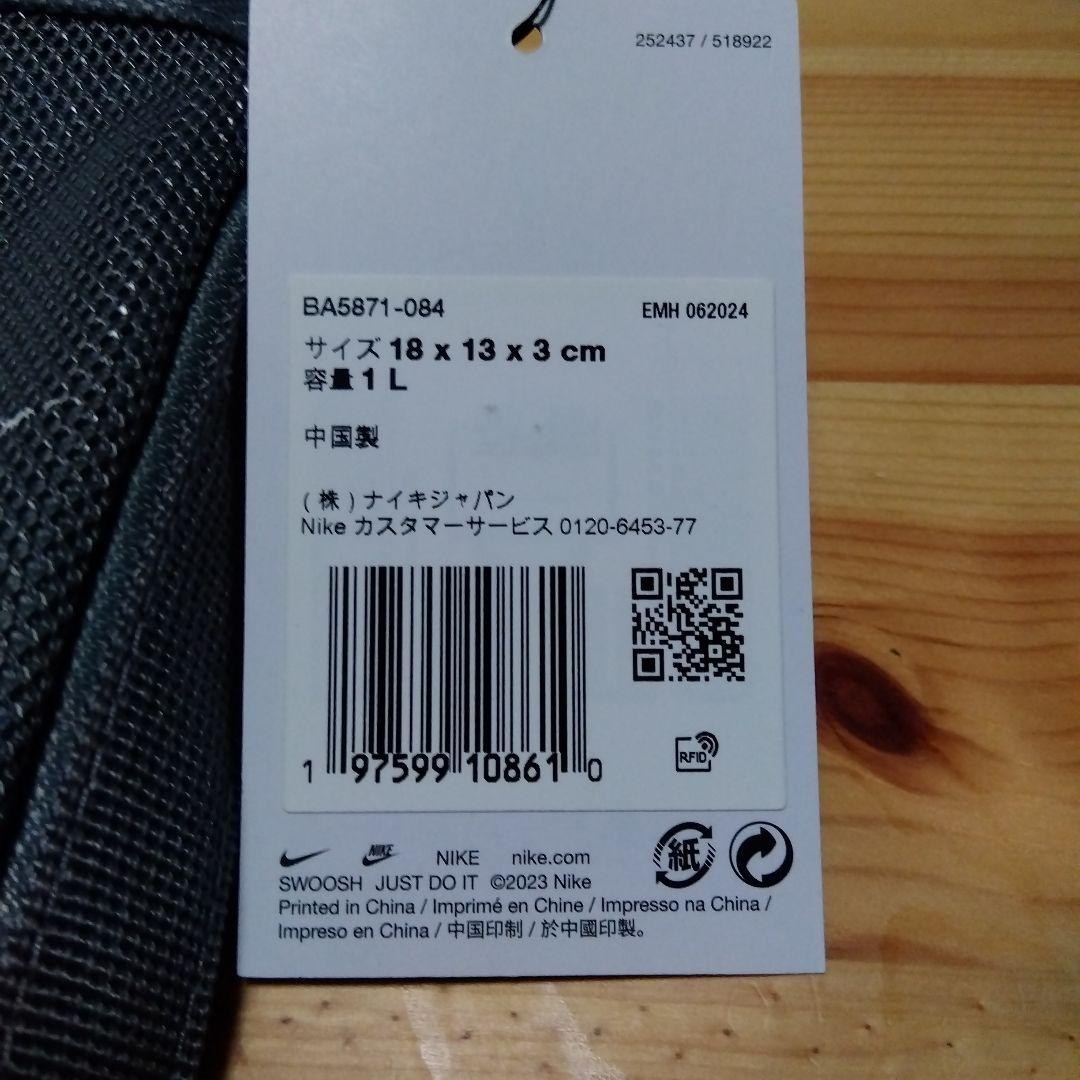 252437 / 518922
BA5871-084
EMH 062024
サイズ 18 x 13 x 3 cm
容量 1 L
中国製
(株)ナイキジャパン
Nike カスタマーサービス 0120-6453-77
1 97599 10861 0
RFID
NIKE NIKE nike.com
紙
SWOOSH JUST DO IT ©2023 Nike
Printed in China / Imprimé en Chine / Impresso na China /
Impreso en China / 中国印制 / 於中國印製。